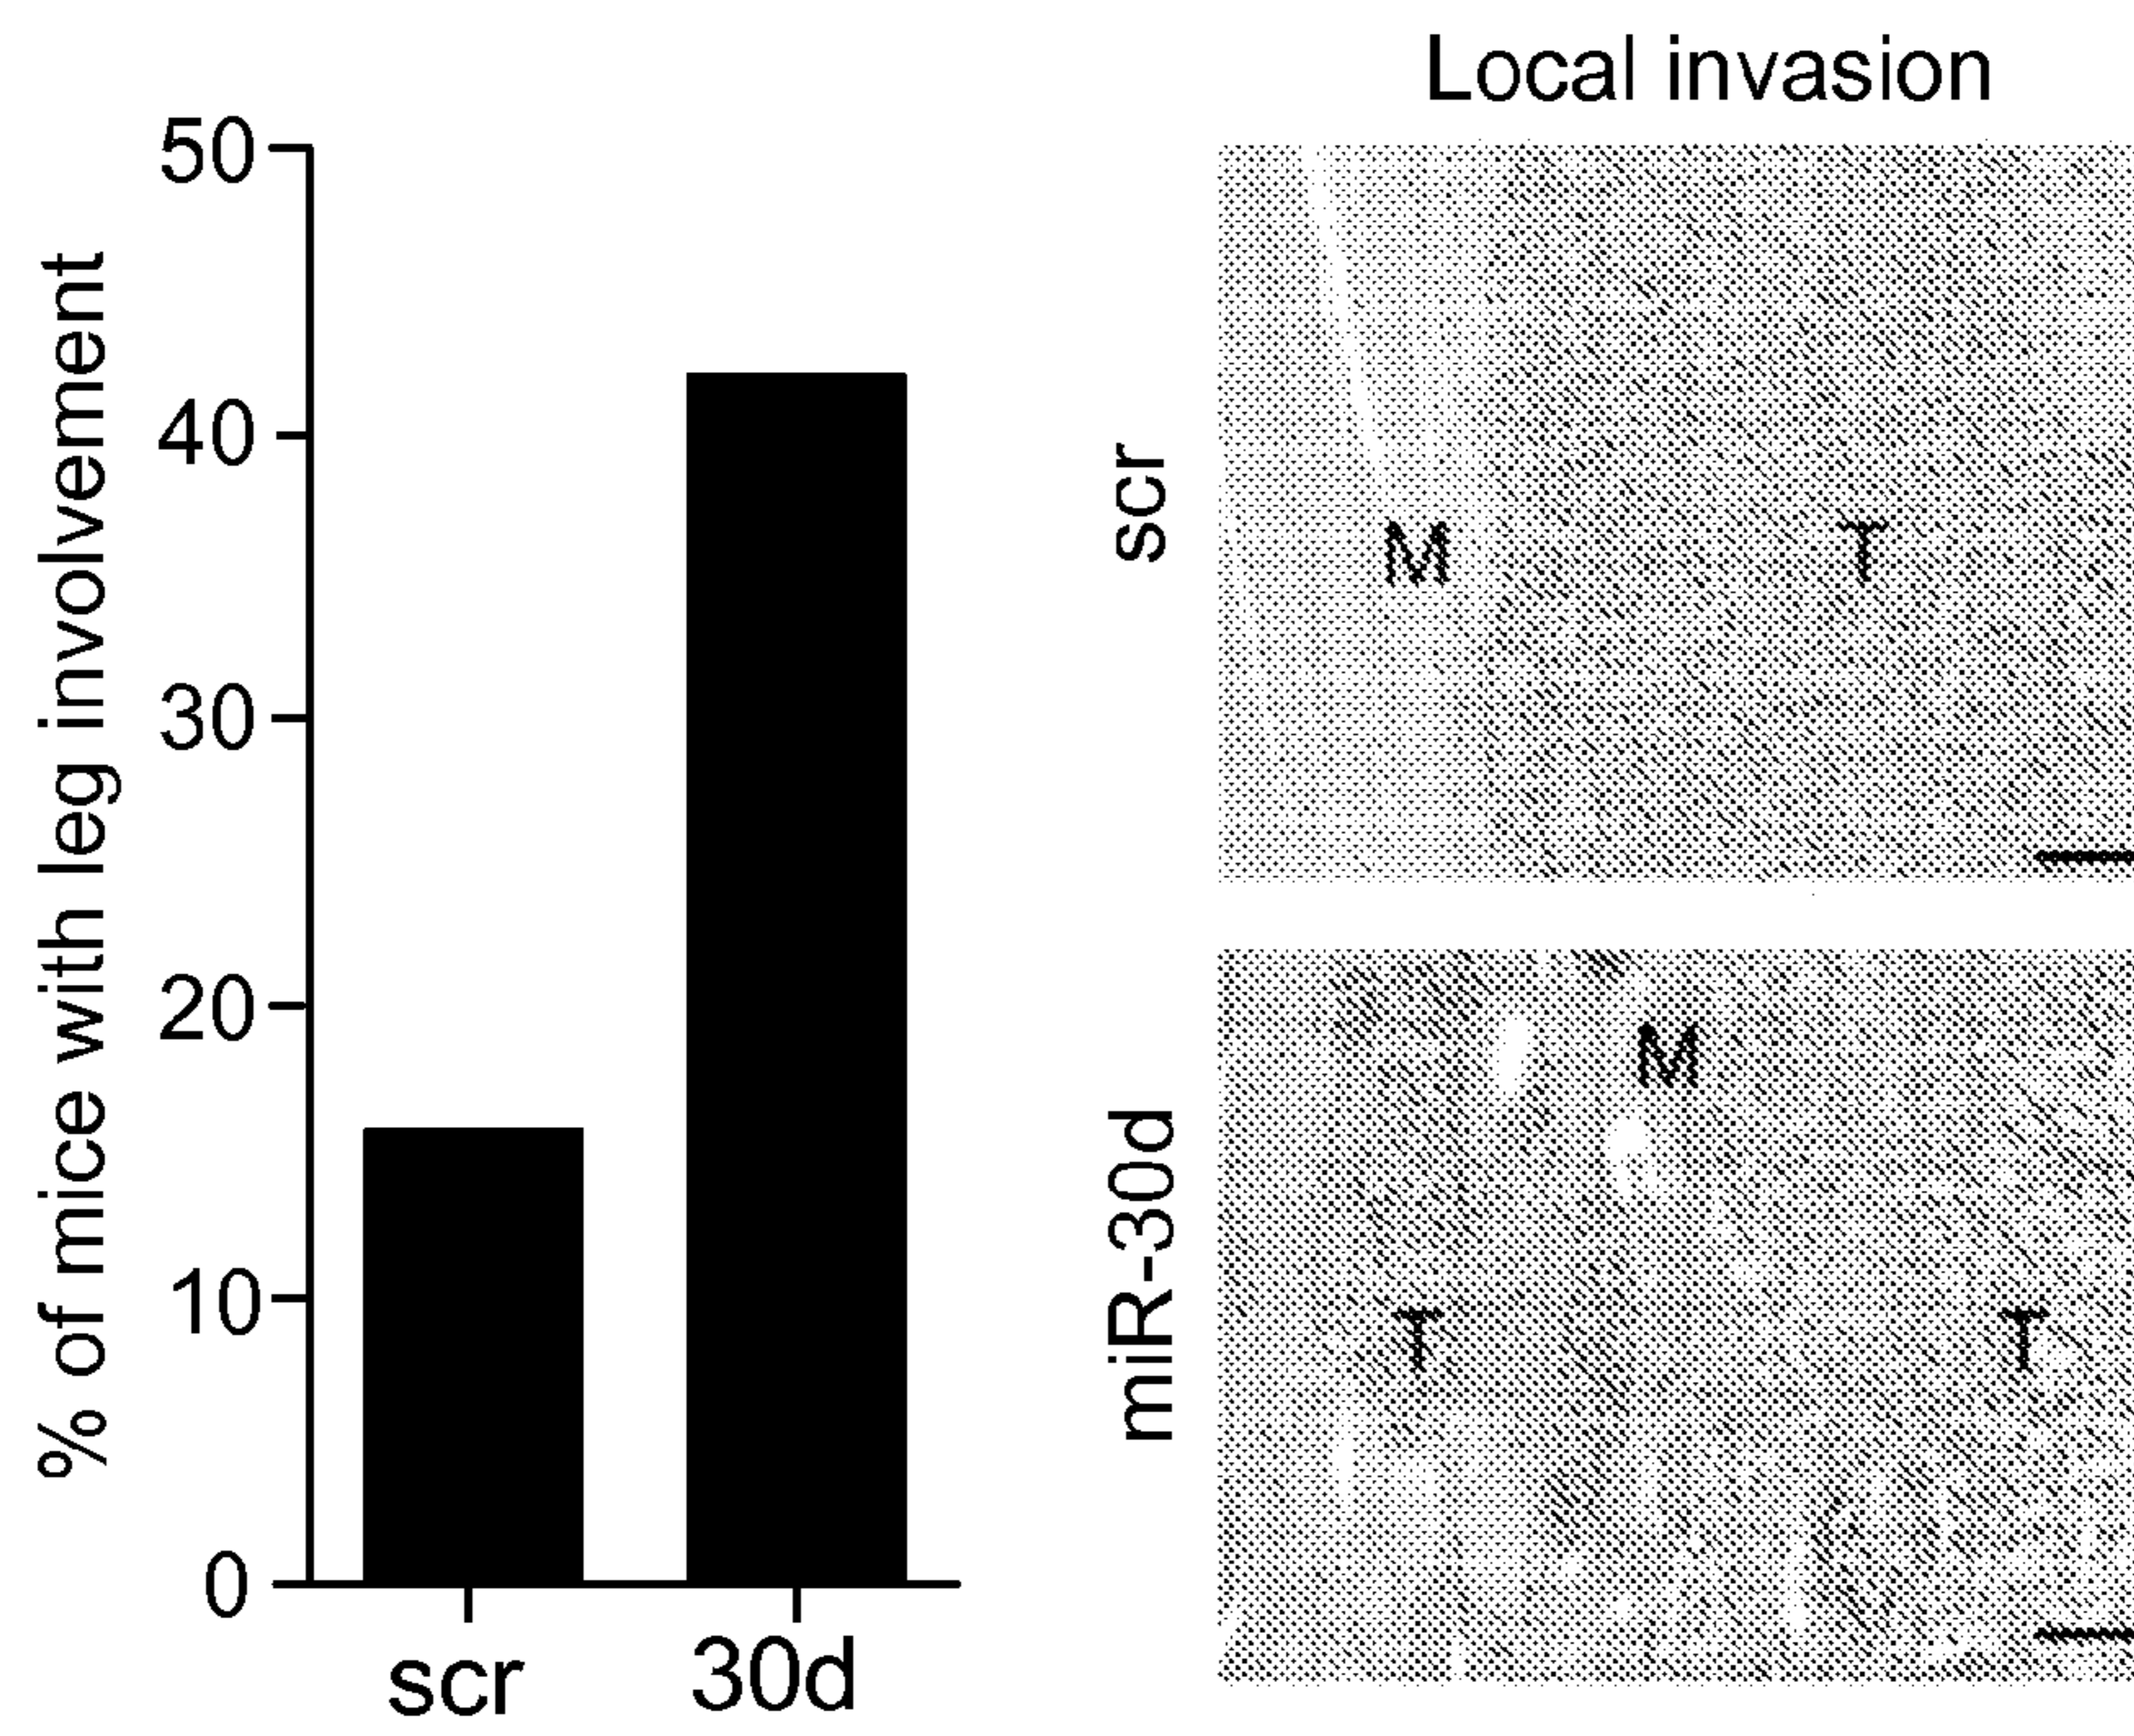 % of mice with leg involvement
50
40
30
20
10
0
scr
30d
Local invasion
scr
M
T
miR-30d
M
T
T